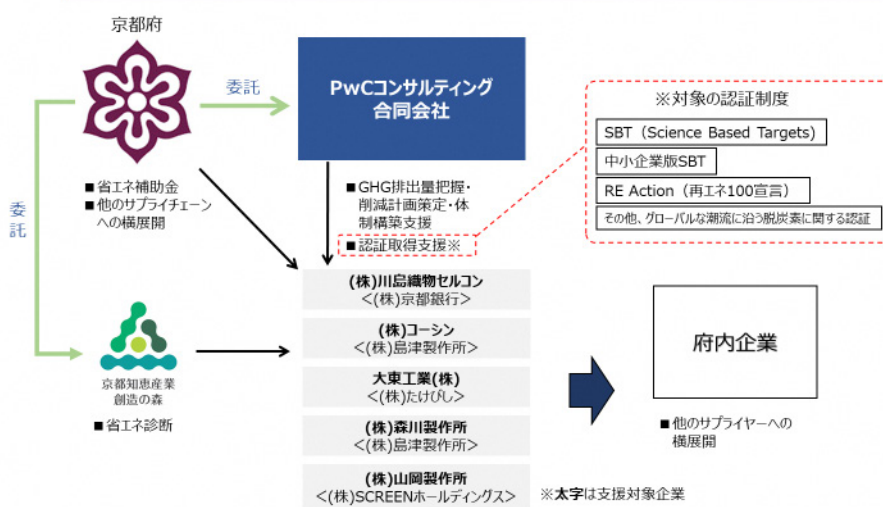 京都府
委託
PwCコンサルティング
合同会社
※対象の認証制度
SBT（Science Based Targets)
中小企業版SBT
RE Action（再エネ100宣言）
その他、グローバルな潮流に沿う脱炭素に関する認証
委託
■省エネ補助金
■他のサプライチェーン
への横展開
■GHG排出量把握・
削減計画策定・体
制構築支援
■認証取得支援※
(株)川島織物セルコン
<(株)京都銀行>
(株)コーシン
<(株)島津製作所>
大東工業(株)
<(株)たけびし>
(株)森川製作所
<(株)島津製作所>
(株)山岡製作所
<(株)SCREENホールディングス>
京都知恵産業
創造の森
■省エネ診断
府内企業
■他のサプライヤーへの
横展開
※太字は支援対象企業